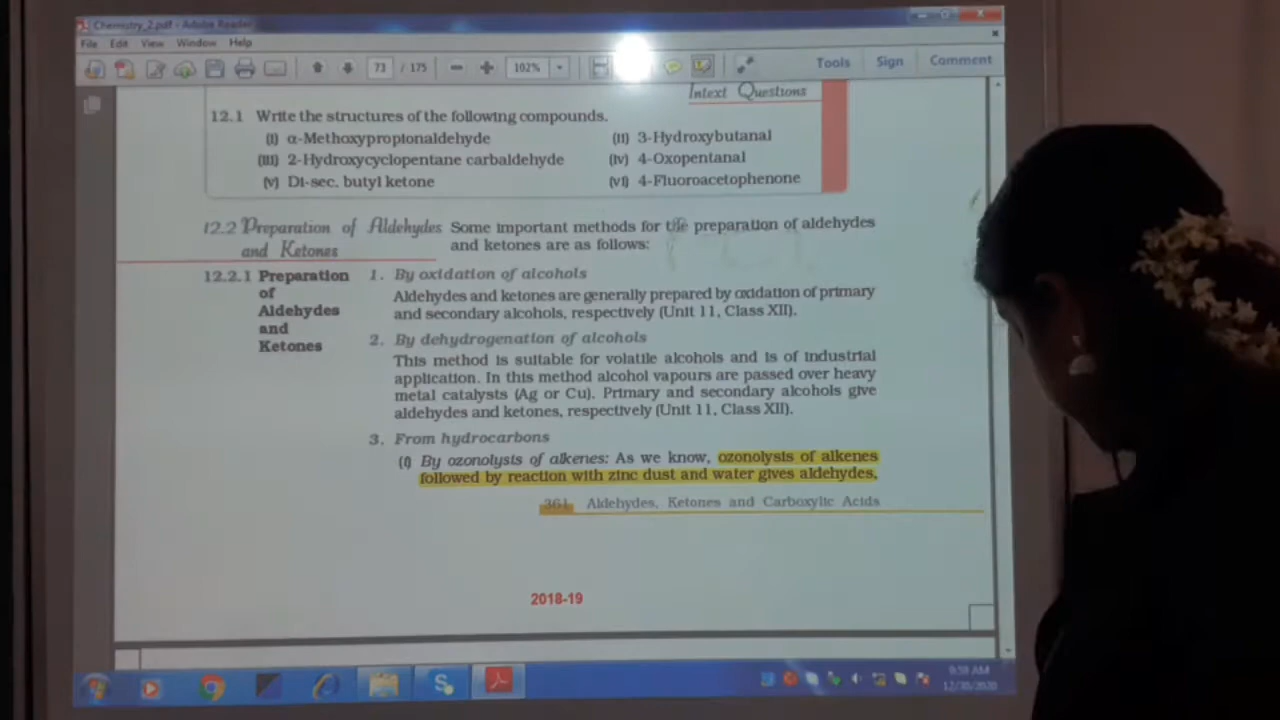 Chemistry_2.pdf - Adobe Reader
File Edit View Window Help
73 / 175 102% Tools Sign Comment
Intext Questions
12.1 Write the structures of the following compounds.
(i) α-Methoxypropionaldehyde (ii) 3-Hydroxybutanal
(iii) 2-Hydroxycyclopentane carbaldehyde (iv) 4-Oxopentanal
(v) Di-sec. butyl ketone (vi) 4-Fluoroacetophenone
12.2 Preparation of Aldehydes and Ketones
Some important methods for the preparation of aldehydes
and ketones are as follows:
12.2.1 Preparation
of
Aldehydes
and
Ketones
1. By oxidation of alcohols
Aldehydes and ketones are generally prepared by oxidation of primary
and secondary alcohols, respectively (Unit 11, Class XII).
2. By dehydrogenation of alcohols
This method is suitable for volatile alcohols and is of industrial
application. In this method alcohol vapours are passed over heavy
metal catalysts (Ag or Cu). Primary and secondary alcohols give
aldehydes and ketones, respectively (Unit 11, Class XII).
3. From hydrocarbons
(i) By ozonolysis of alkenes: As we know, ozonolysis of alkenes
followed by reaction with zinc dust and water gives aldehydes,
361 Aldehydes, Ketones and Carboxylic Acids
2018-19
9:59 AM
12/30/2020